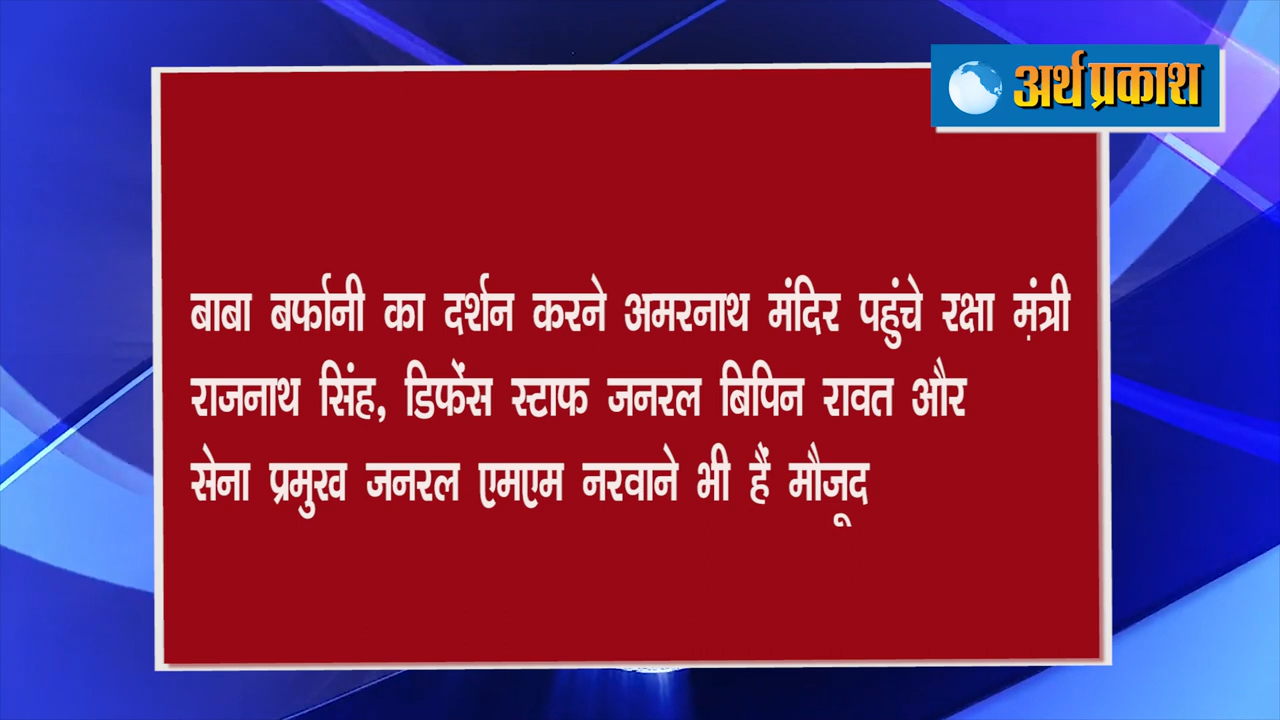 अर्थ प्रकाश
बाबा बर्फानी का दर्शन करने अमरनाथ मंदिर पहुंचे रक्षा म़ंत्री
राजनाथ सिंह, डिफेंस स्टाफ जनरल बिपिन रावत और
सेना प्रमुख जनरल एमएम नरवाने भी हैं मौजूद